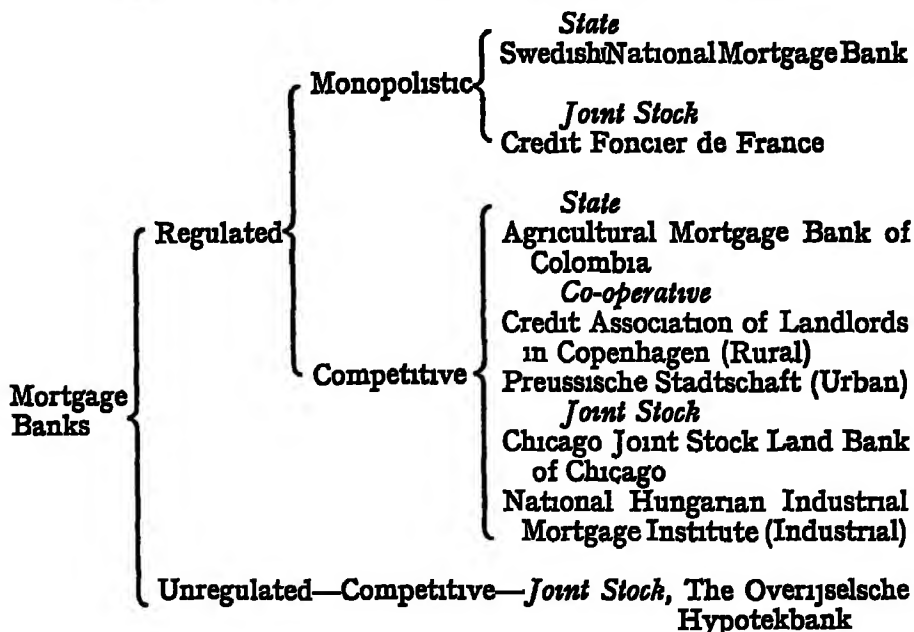 State
Swedish National Mortgage Bank
Monopolistic
Joint Stock
Credit Foncier de France
State
Regulated
Agricultural Mortgage Bank of
Colombia
Co-operative
Credit Association of Landlords
in Copenhagen (Rural)
Competitive
Preussische Stadtschaft (Urban)
Mortgage
Banks
Joint Stock
Chicago Joint Stock Land Bank
of Chicago
National Hungarian Industrial
Mortgage Institute (Industrial)
Unregulated—Competitive—Joint Stock, The Overijselsche
Hypotekbank